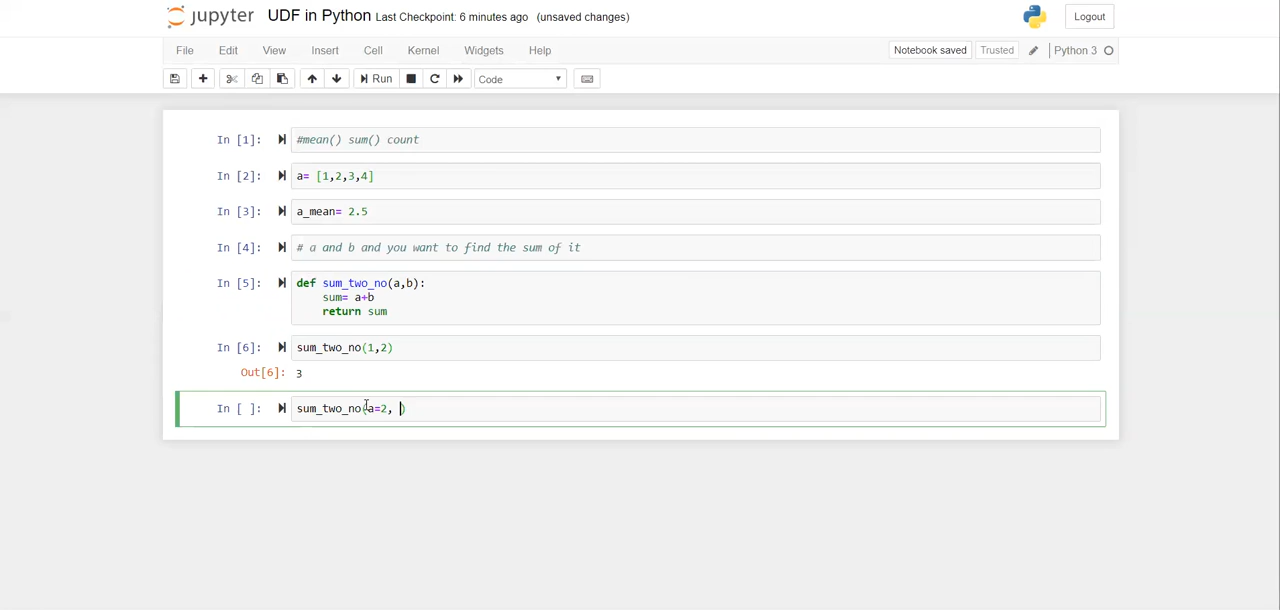 jupyter UDF in Python Last Checkpoint: 6 minutes ago (unsaved changes) Logout
File Edit View Insert Cell Kernel Widgets Help Notebook saved Trusted Python 3
Run Code
In [1]: #mean() sum() count
In [2]: a= [1,2,3,4]
In [3]: a_mean= 2.5
In [4]: # a and b and you want to find the sum of it
In [5]: def sum_two_no(a,b):
sum= a+b
return sum
In [6]: sum_two_no(1,2)
Out[6]: 3
In [ ]: sum_two_no(a=2, )